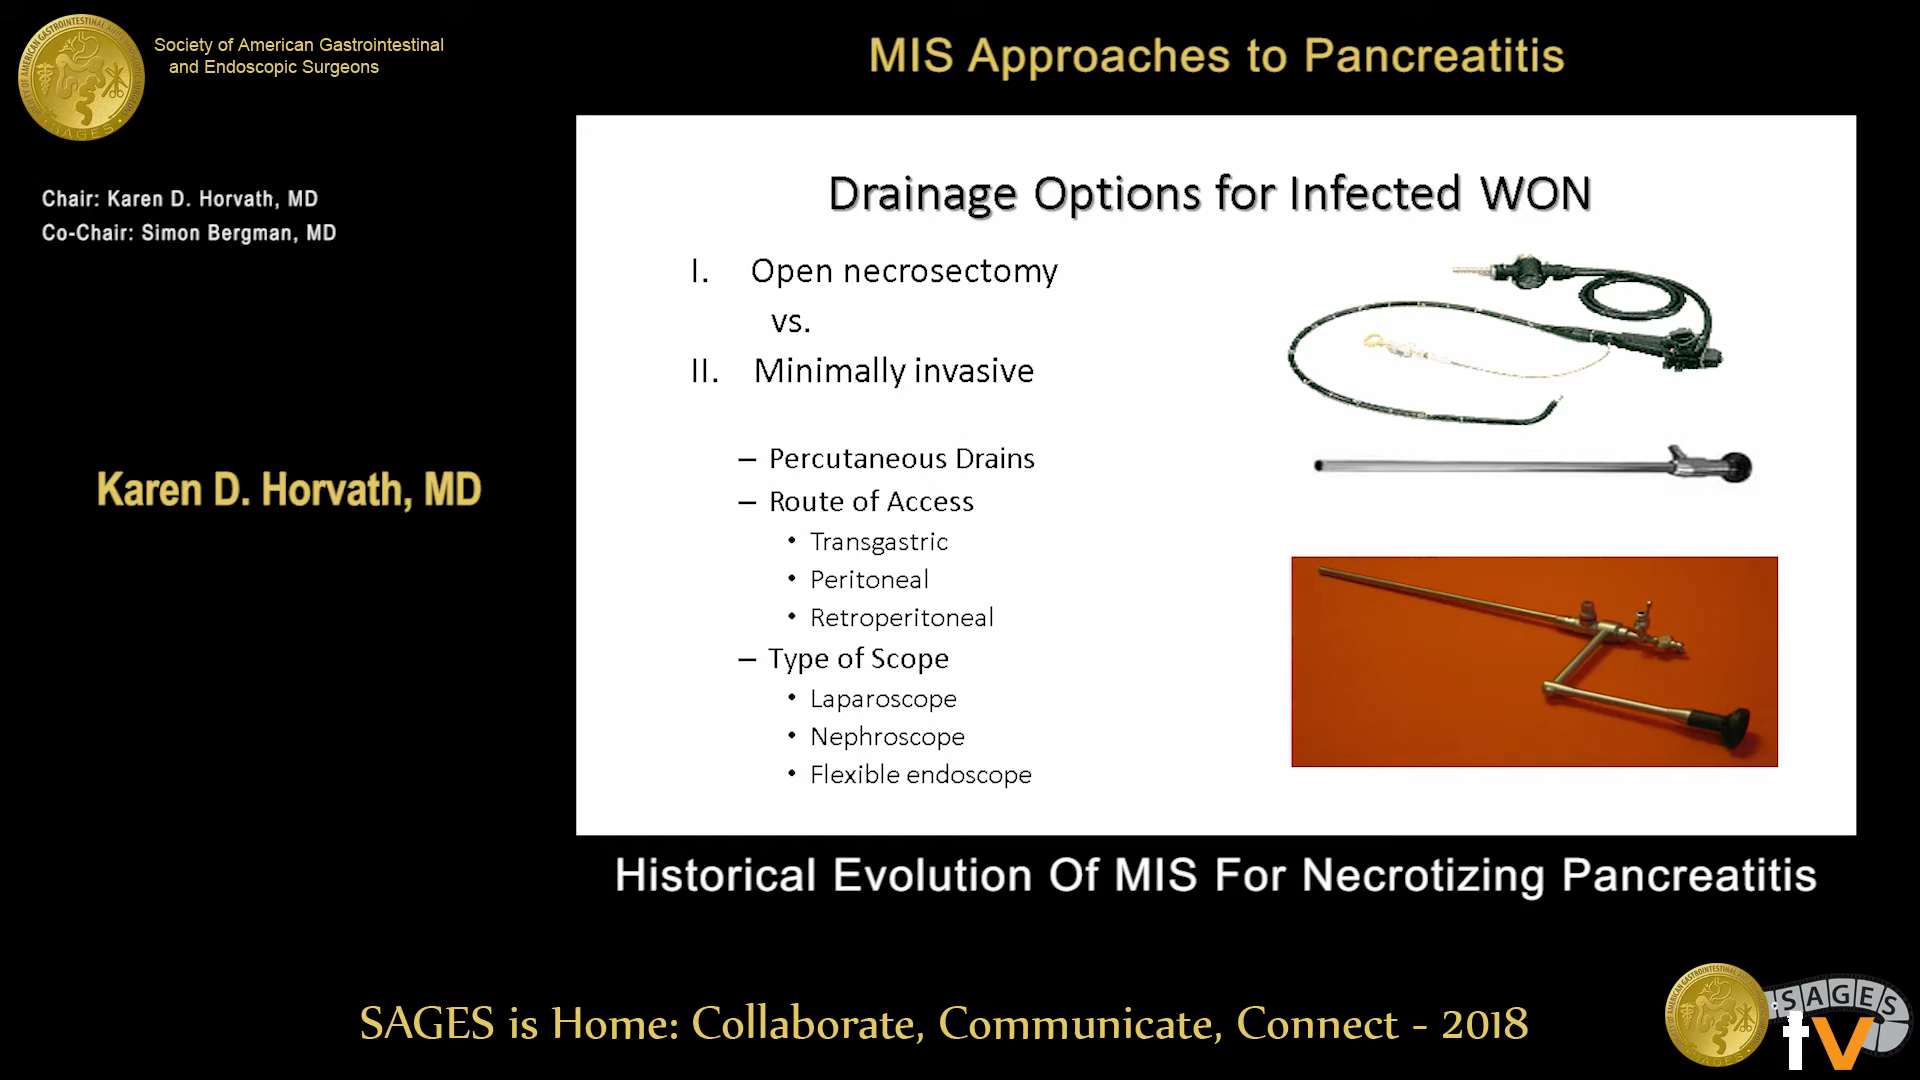 Society of American Gastrointestinal
and Endoscopic Surgeons
MIS Approaches to Pancreatitis
Chair: Karen D. Horvath, MD
Co-Chair: Simon Bergman, MD
Karen D. Horvath, MD
Drainage Options for Infected WON
I. Open necrosectomy
vs.
II. Minimally invasive
– Percutaneous Drains
– Route of Access
• Transgastric
• Peritoneal
• Retroperitoneal
– Type of Scope
• Laparoscope
• Nephroscope
• Flexible endoscope
Historical Evolution Of MIS For Necrotizing Pancreatitis
SAGES is Home: Collaborate, Communicate, Connect - 2018
SAGES
tv